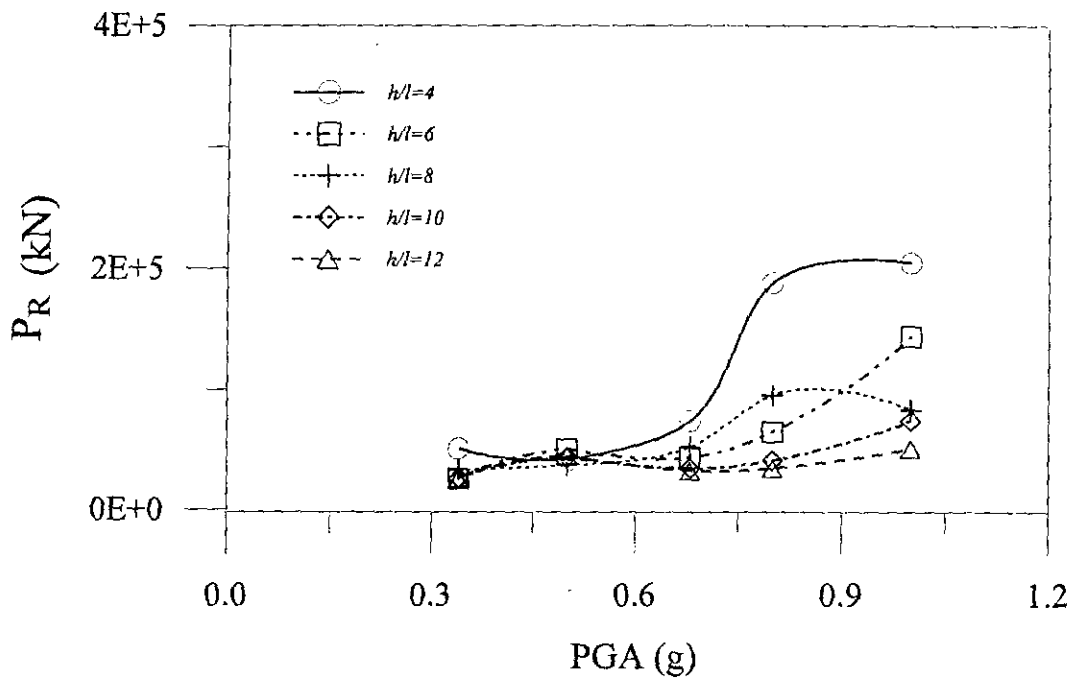 4E+5
h/l=4
h/l=6
h/l=8
h/l=10
h/l=12
PR (kN)
2E+5
0E+0
0.0 0.3 0.6 0.9 1.2
PGA (g)